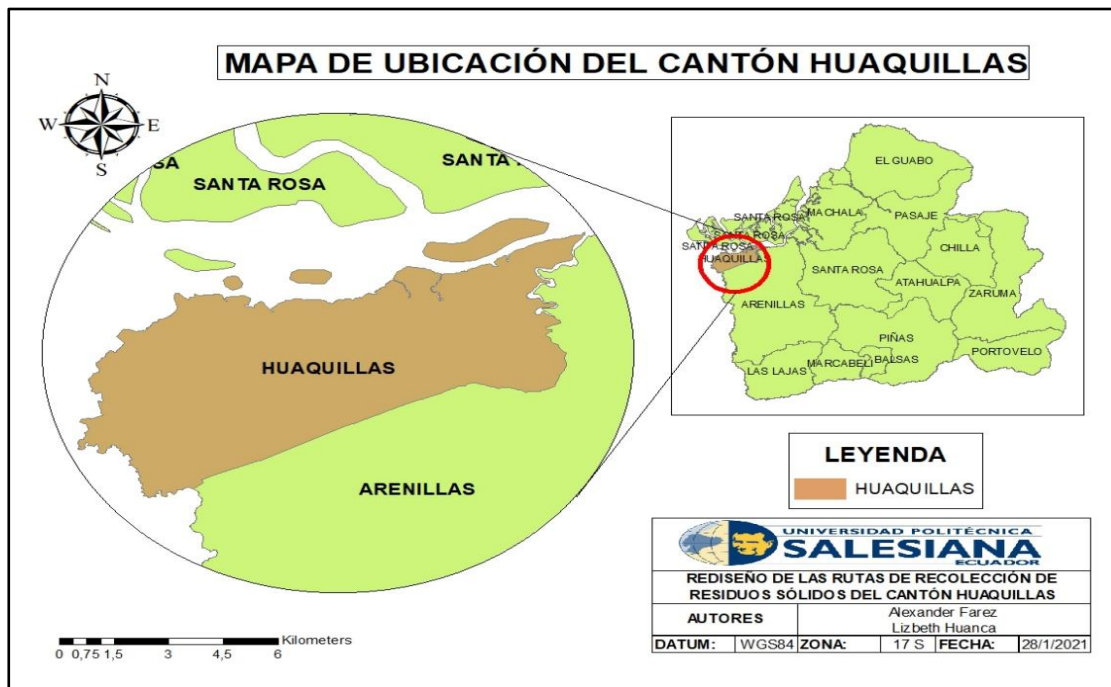 MAPA DE UBICACIÓN DEL CANTÓN HUAQUILLAS
N
W E
S
SA
SANTA ROSA
SANTA
HUAQUILLAS
ARENILLAS
EL GUABO
MACHALA
PASAJE
SANTA ROSA
SANTA ROSA
SANTA ROSA
CHILLA
HUAQUILLAS
SANTA ROSA
ATAHUALPA
ZARUMA
ARENILLAS
PIÑAS
PORTOVELO
LAS LAJAS
MARCABELI
BALSAS
LEYENDA
HUAQUILLAS
UNIVERSIDAD POLITÉCNICA
SALESIANA
ECUADOR
REDISEÑO DE LAS RUTAS DE RECOLECCIÓN DE
RESIDUOS SÓLIDOS DEL CANTÓN HUAQUILLAS
AUTORES Alexander Farez
Lizbeth Huanca
DATUM: WGS84 ZONA: 17 S FECHA: 28/1/2021
Kilometers
0 0,75 1,5 3 4,5 6